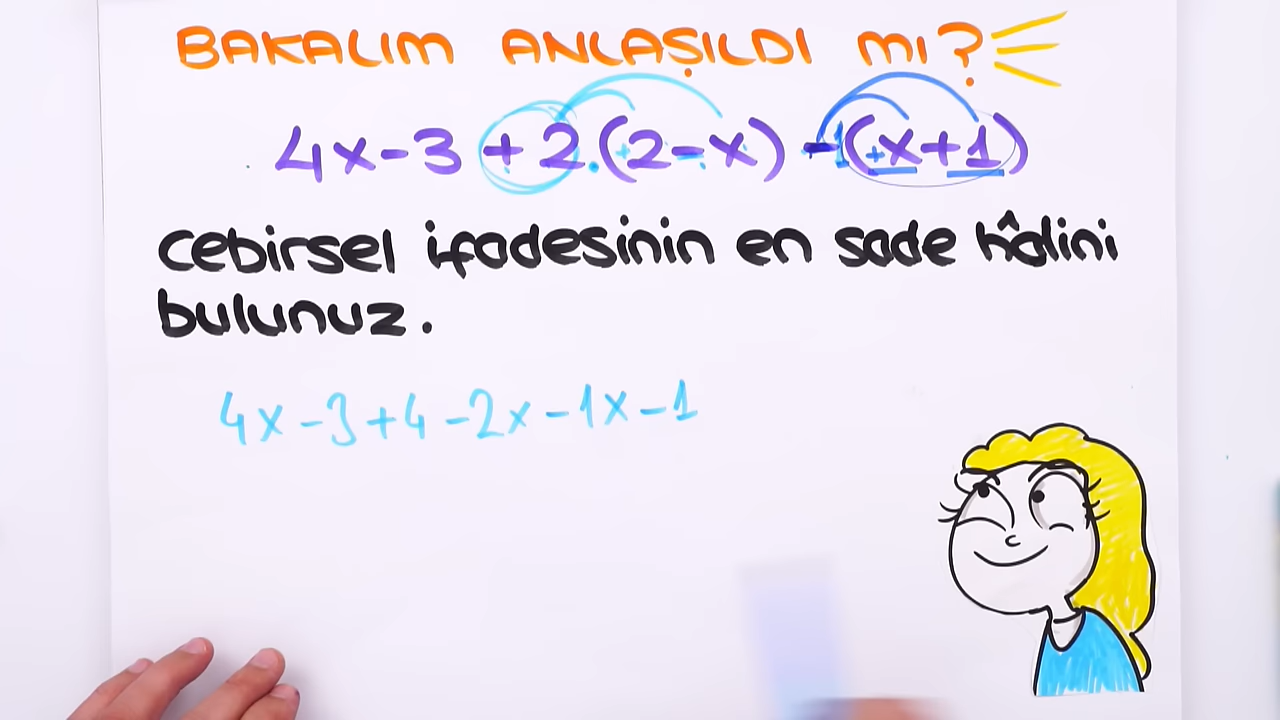 BAKALIM ANLAŞILDI MI?
4x-3+2.(2-x)-1(+x+1)
cebirsel ifadesinin en sade hâlini
bulunuz.
4x-3+4-2x-1x-1